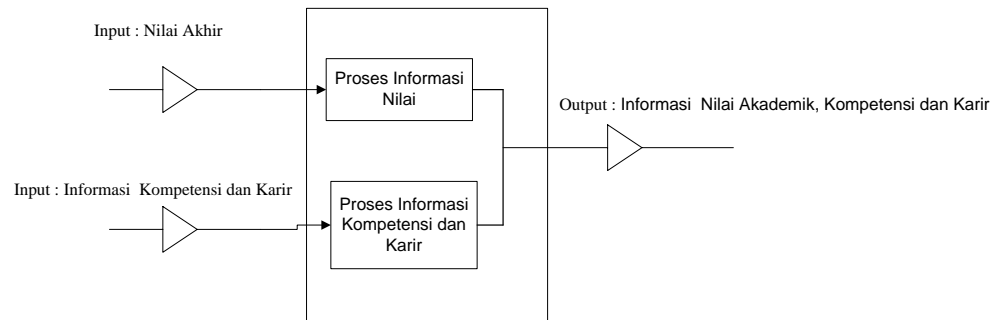 Input : Nilai Akhir
Proses Informasi
Nilai
Output : Informasi  Nilai Akademik, Kompetensi dan Karir
Input : Informasi  Kompetensi dan Karir
Proses Informasi
Kompetensi dan
Karir